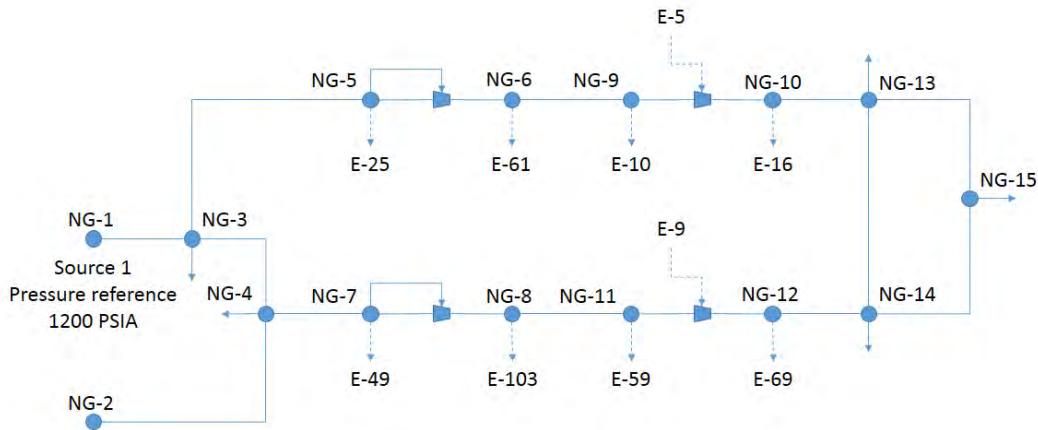 E-5
NG-5
NG-6
NG-9
NG-10
NG-13
E-25
E-61
E-10
E-16
NG-15
NG-1
NG-3
E-9
Source 1
Pressure reference
1200 PSIA
NG-4
NG-7
NG-8
NG-11
NG-12
NG-14
E-49
E-103
E-59
E-69
NG-2